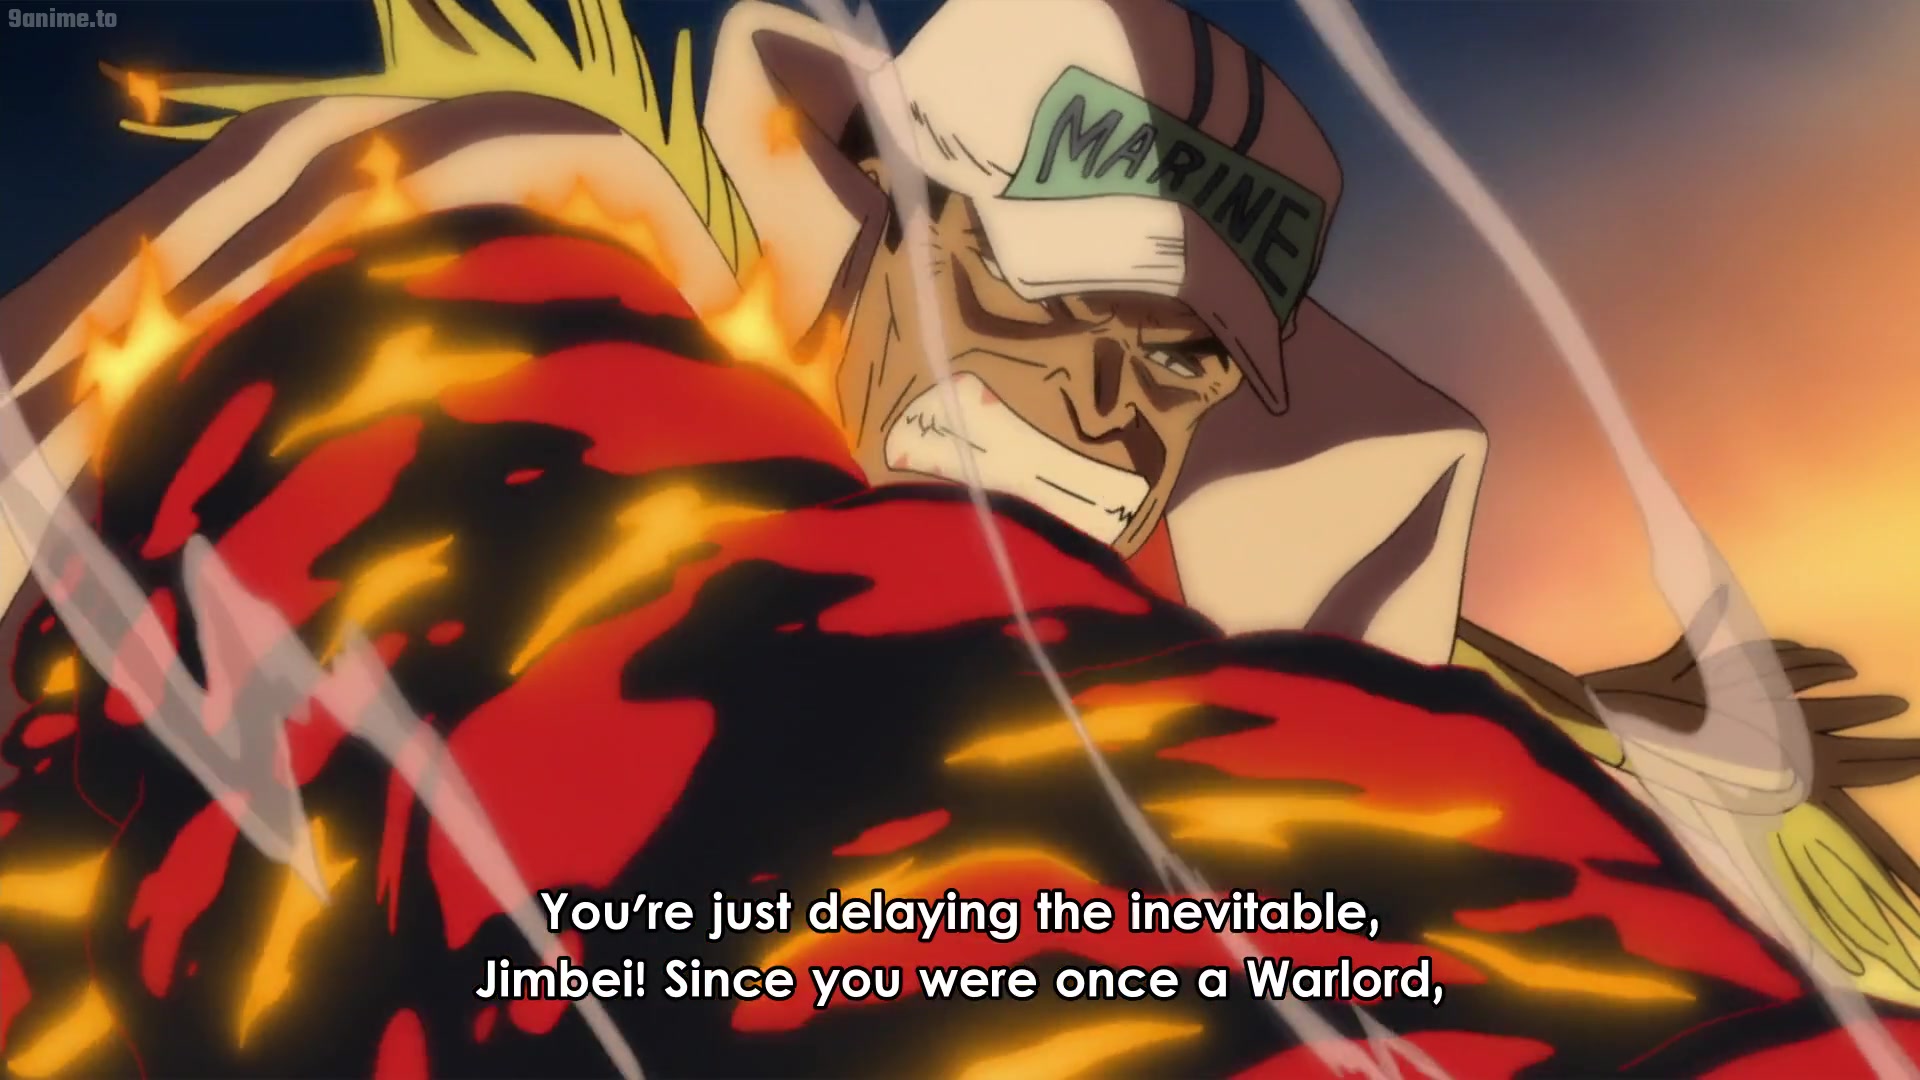 9anime.to
MARINE
You're just delaying the inevitable,
Jimbei! Since you were once a Warlord,